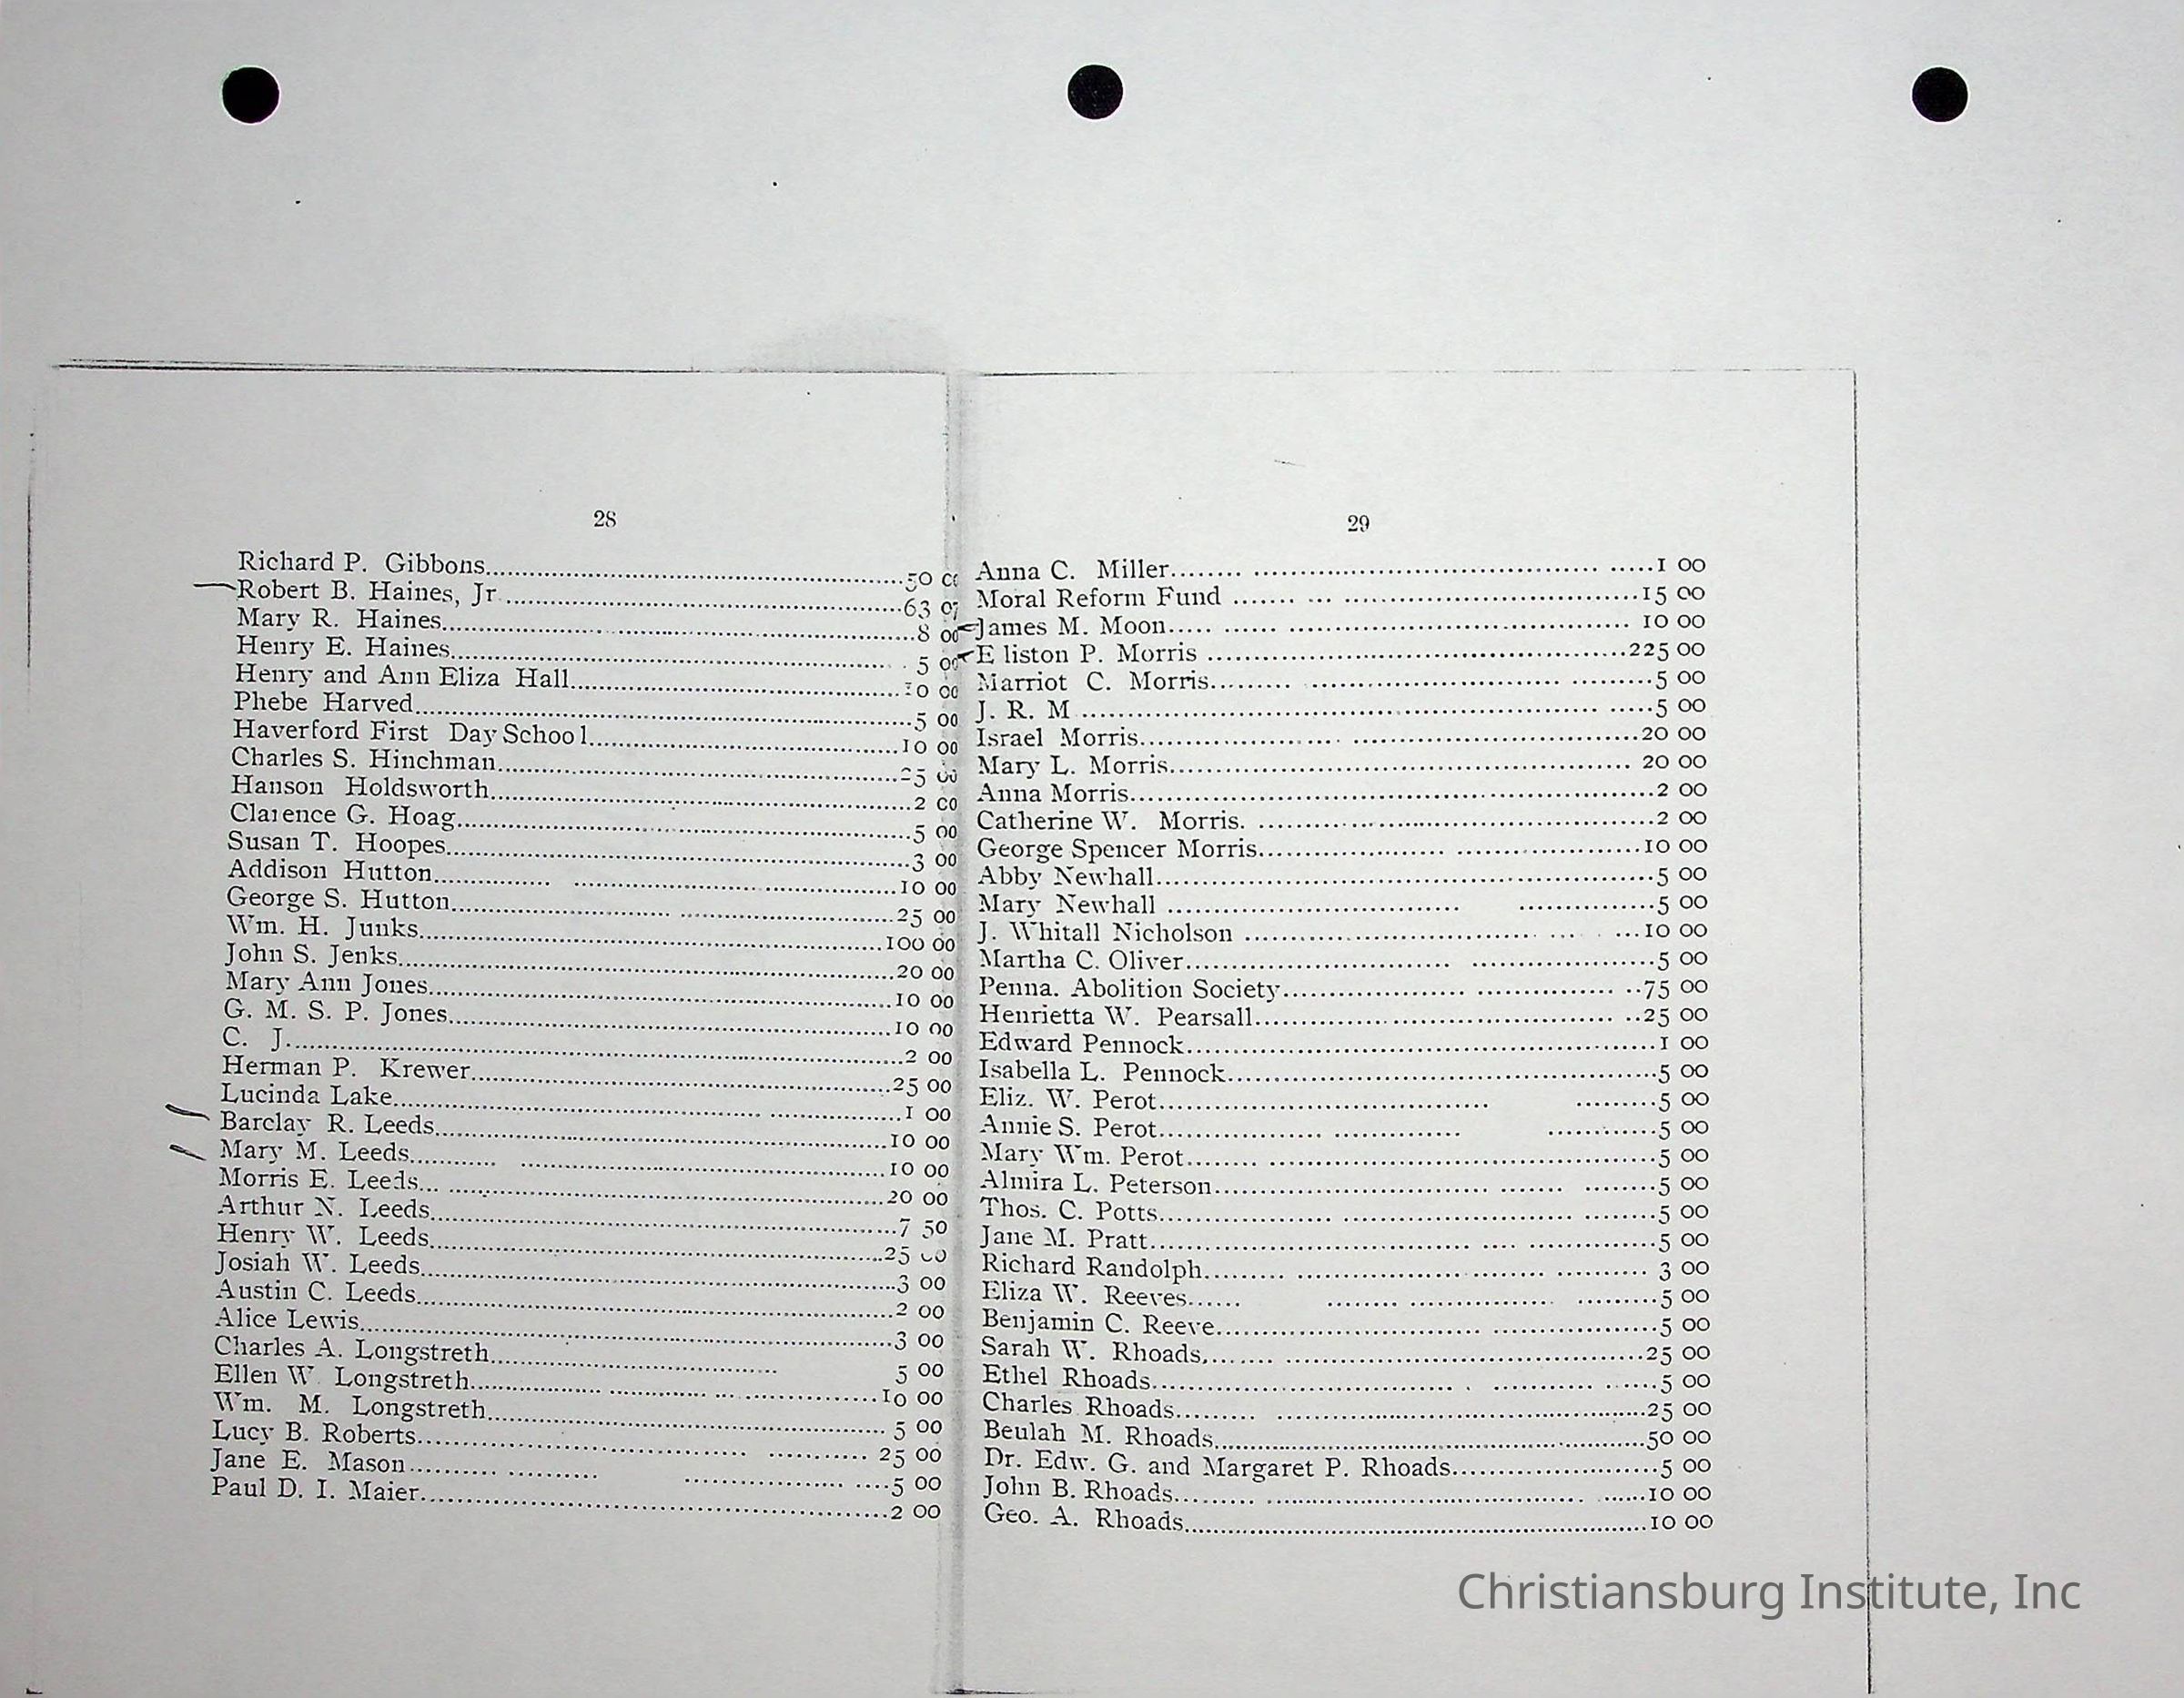 28
Richard P. Gibbons 50
Robert B. Haines, Jr 63
Mary R. Haines 8 00
Henry E. Haines 5 00
Henry and Ann Eliza Hall 00
Phebe Harved 5 00
Haverford First Day School 10 00
Charles S. Hinchman 00
Hanson Holdsworth 2 00
Clarence G. Hoag 5 00
Susan T. Hoopes 3 00
Addison Hutton 10 00
George S. Hutton 25 00
Wm. H. Junks 100 00
John S. Jenks 20 00
Mary Ann Jones 10 00
G. M. S. P. Jones 10 00
C. J. 2 00
Herman P. Krewer 25 00
Lucinda Lake 1 00
Barclay R. Leeds 10 00
Mary M. Leeds 10 00
Morris E. Leeds 20 00
Arthur N. Leeds 7 50
Henry W. Leeds 25 00
Josiah W. Leeds 3 00
Austin C. Leeds 2 00
Alice Lewis 3 00
Charles A. Longstreth 5 00
Ellen W. Longstreth 10 00
Wm. M. Longstreth 5 00
Lucy B. Roberts 25 00
Jane E. Mason 5 00
Paul D. I. Maier 2 00
29
Anna C. Miller 1 00
Moral Reform Fund 15 00
James M. Moon 10 00
E liston P. Morris 225 00
Marriot C. Morris 5 00
J. R. M 5 00
Israel Morris 20 00
Mary L. Morris 20 00
Anna Morris 2 00
Catherine W. Morris. 2 00
George Spencer Morris 10 00
Abby Newhall 5 00
Mary Newhall 5 00
J. Whitall Nicholson 10 00
Martha C. Oliver 5 00
Penna. Abolition Society 75 00
Henrietta W. Pearsall 25 00
Edward Pennock 1 00
Isabella L. Pennock 5 00
Eliz. W. Perot 5 00
Annie S. Perot 5 00
Mary Wm. Perot 5 00
Almira L. Peterson 5 00
Thos. C. Potts 5 00
Jane M. Pratt 5 00
Richard Randolph 3 00
Eliza W. Reeves 5 00
Benjamin C. Reeve 5 00
Sarah W. Rhoads, 25 00
Ethel Rhoads 5 00
Charles Rhoads 25 00
Beulah M. Rhoads 50 00
Dr. Edw. G. and Margaret P. Rhoads 5 00
John B. Rhoads 10 00
Geo. A. Rhoads 10 00
Christiansburg Institute, Inc